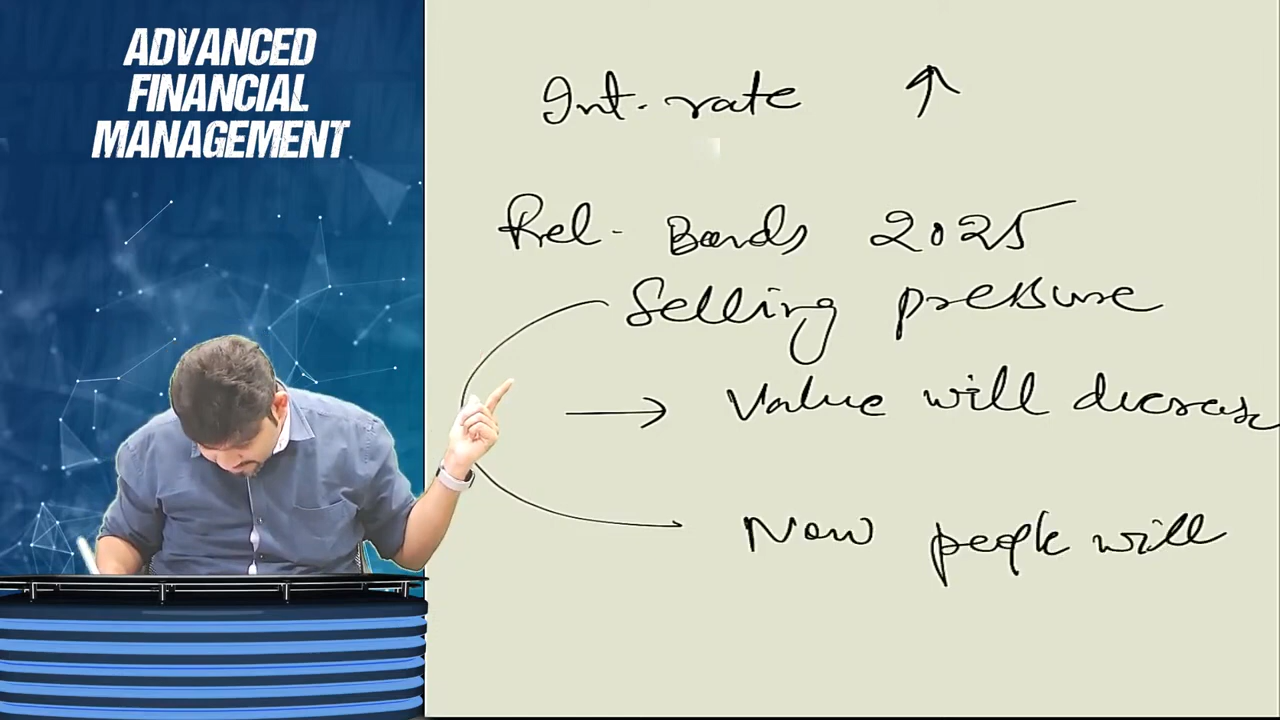 ADVANCED
FINANCIAL
MANAGEMENT
Int. rate ↑
Rel. Bonds 2025
Selling pressure
→ Value will decrease
Now people will